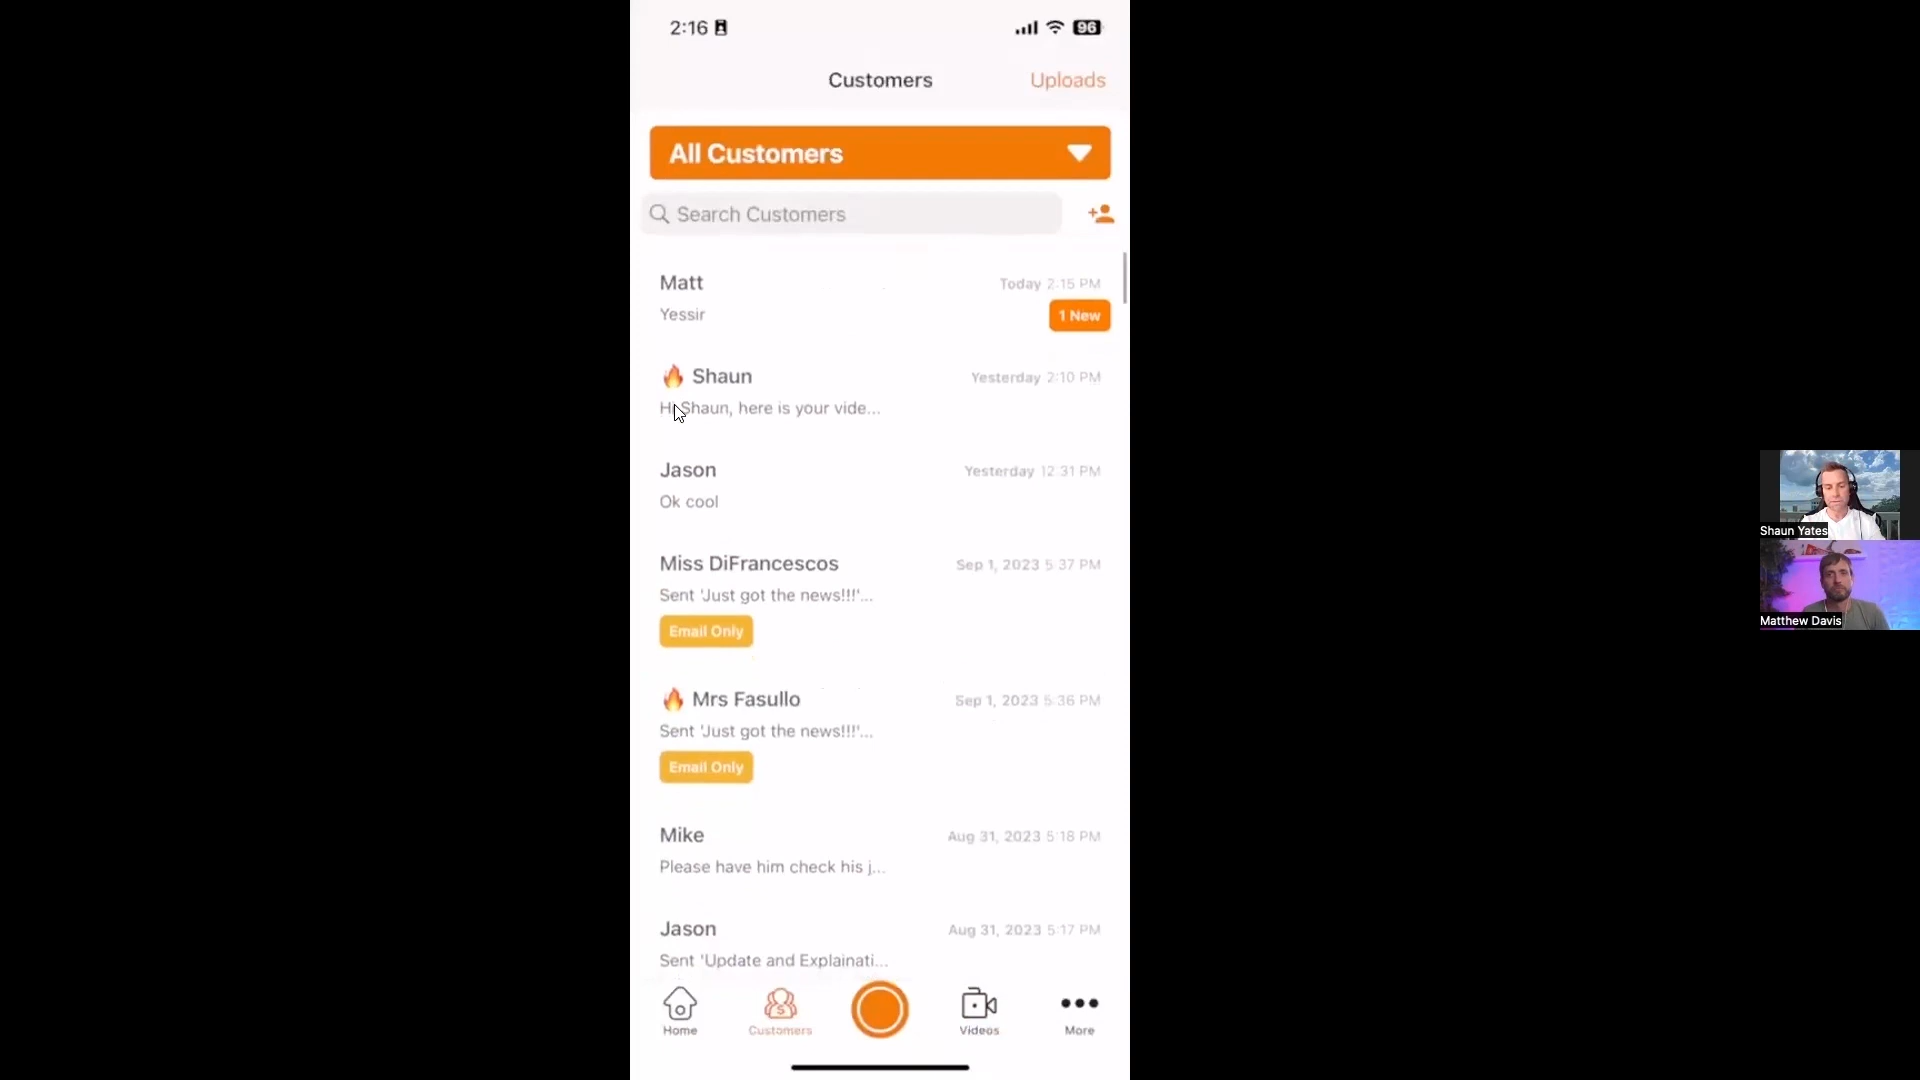 2:16
96
Customers
Uploads
All Customers
Search Customers
Matt
Today 2:15 PM
Yessir
1 New
Shaun
Yesterday 2:10 PM
Hi Shaun, here is your vide...
Jason
Yesterday 12:31 PM
Ok cool
Miss DiFrancescos
Sep 1, 2023 5:37 PM
Sent 'Just got the news!!!'...
Email Only
Mrs Fasullo
Sep 1, 2023 5:36 PM
Sent 'Just got the news!!!'...
Email Only
Mike
Aug 31, 2023 5:18 PM
Please have him check his j...
Jason
Aug 31, 2023 5:17 PM
Sent 'Update and Explainati...
Home
Customers
Videos
More
Shaun Yates
Matthew Davis